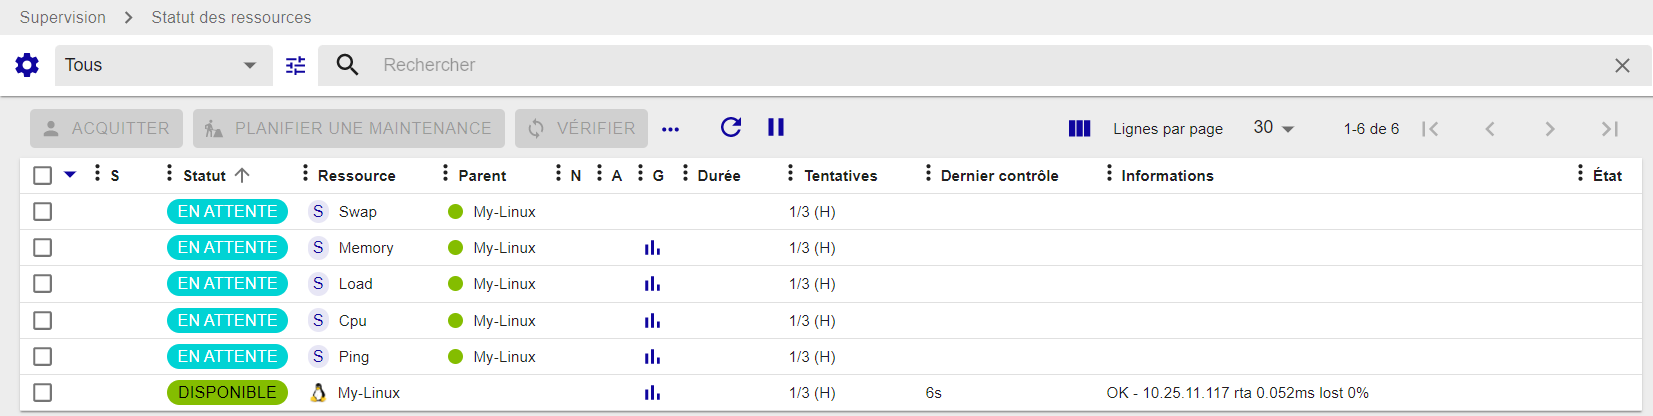 Supervision > Statut des ressources
Tous Rechercher
ACQUITTER PLANIFIER UNE MAINTENANCE VÉRIFIER Lignes par page 30 1-6 de 6
S Statut Ressource Parent N A G Durée Tentatives Dernier contrôle Informations État
EN ATTENTE S Swap My-Linux 1/3 (H)
EN ATTENTE S Memory My-Linux 1/3 (H)
EN ATTENTE S Load My-Linux 1/3 (H)
EN ATTENTE S Cpu My-Linux 1/3 (H)
EN ATTENTE S Ping My-Linux 1/3 (H)
DISPONIBLE My-Linux 1/3 (H) 6s OK - 10.25.11.117 rta 0.052ms lost 0%